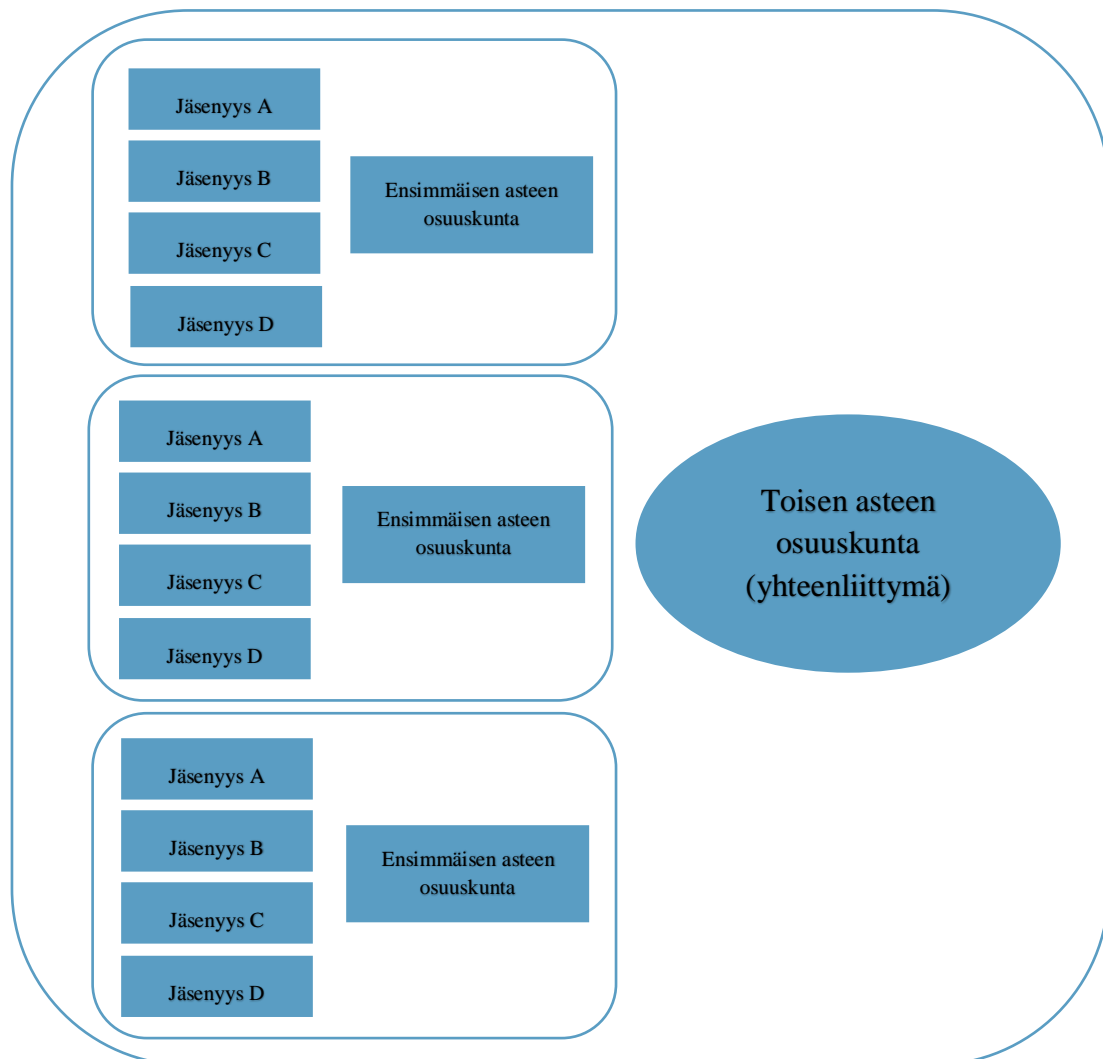 Jäsenyys A
Jäsenyys B
Jäsenyys C
Jäsenyys D
Ensimmäisen asteen
osuuskunta
Jäsenyys A
Jäsenyys B
Jäsenyys C
Jäsenyys D
Ensimmäisen asteen
osuuskunta
Jäsenyys A
Jäsenyys B
Jäsenyys C
Jäsenyys D
Ensimmäisen asteen
osuuskunta
Toisen asteen
osuuskunta
(yhteenliittymä)